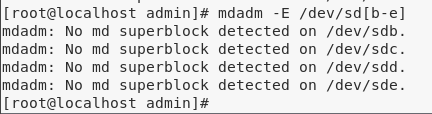 [root@localhost admin]# mdadm -E /dev/sd[b-e]
mdadm: No md superblock detected on /dev/sdb.
mdadm: No md superblock detected on /dev/sdc.
mdadm: No md superblock detected on /dev/sdd.
mdadm: No md superblock detected on /dev/sde.
[root@localhost admin]#